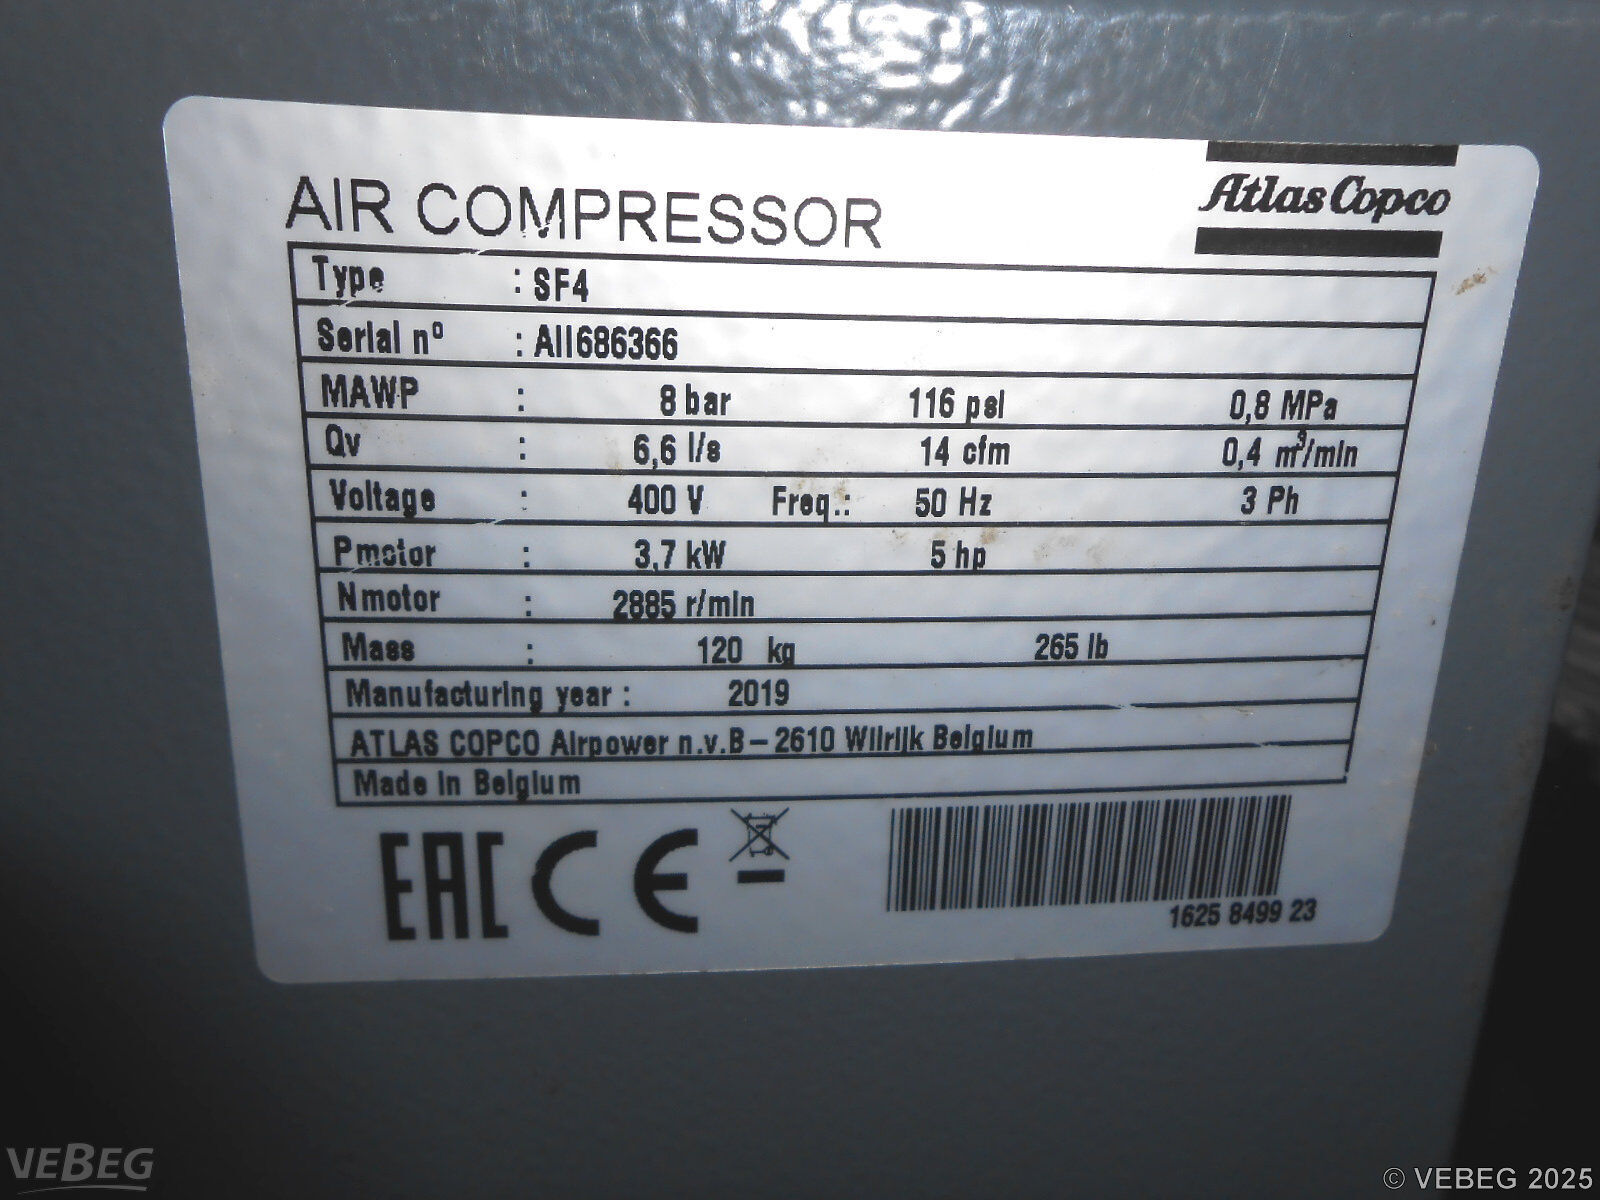 AIR COMPRESSOR
Atlas Copco
Type : SF4
Serial nº : AII686366
MAWP : 8 bar 116 psi 0,8 MPa
Qv : 6,6 l/s 14 cfm 0,4 m³/min
Voltage : 400 V Freq.: 50 Hz 3 Ph
Pmotor : 3,7 kW 5 hp
Nmotor : 2885 r/min
Mass : 120 kg 265 lb
Manufacturing year : 2019
ATLAS COPCO Airpower n.v.B – 2610 Wilrijk Belgium
Made in Belgium
EAC CE
1625 8499 23
VEBEG
© VEBEG 2025